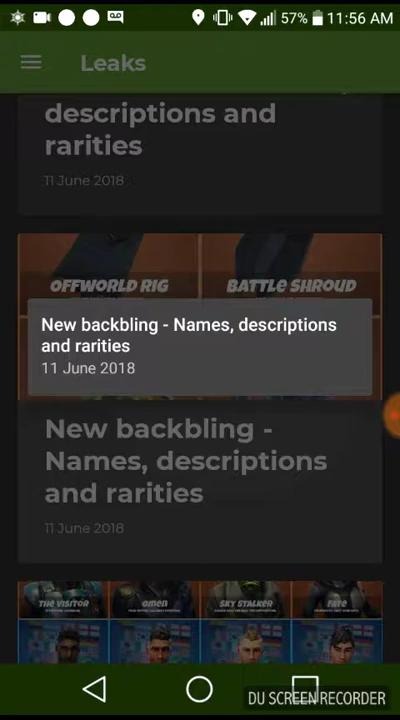 57% 11:56 AM
Leaks
descriptions and
rarities
11 June 2018
OFFWORLD RIG
BATTLE SHROUD
New backbling - Names, descriptions
and rarities
11 June 2018
New backbling -
Names, descriptions
and rarities
11 June 2018
THE VISITOR
OMEN
SKY STALKER
FATE
DU SCREEN RECORDER